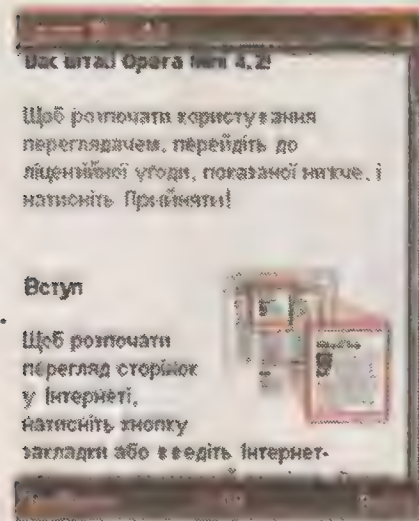 Вас вітає Opera Mini 4.2!
Щоб розпочати користування
переглядачем, перейдіть до
ліцензійної угоди, показаної нижче, і
натисніть Прийняти!
Вступ
Щоб розпочати
перегляд сторінок
у Інтернеті,
натисніть кнопку
закладки або введіть Інтернет-